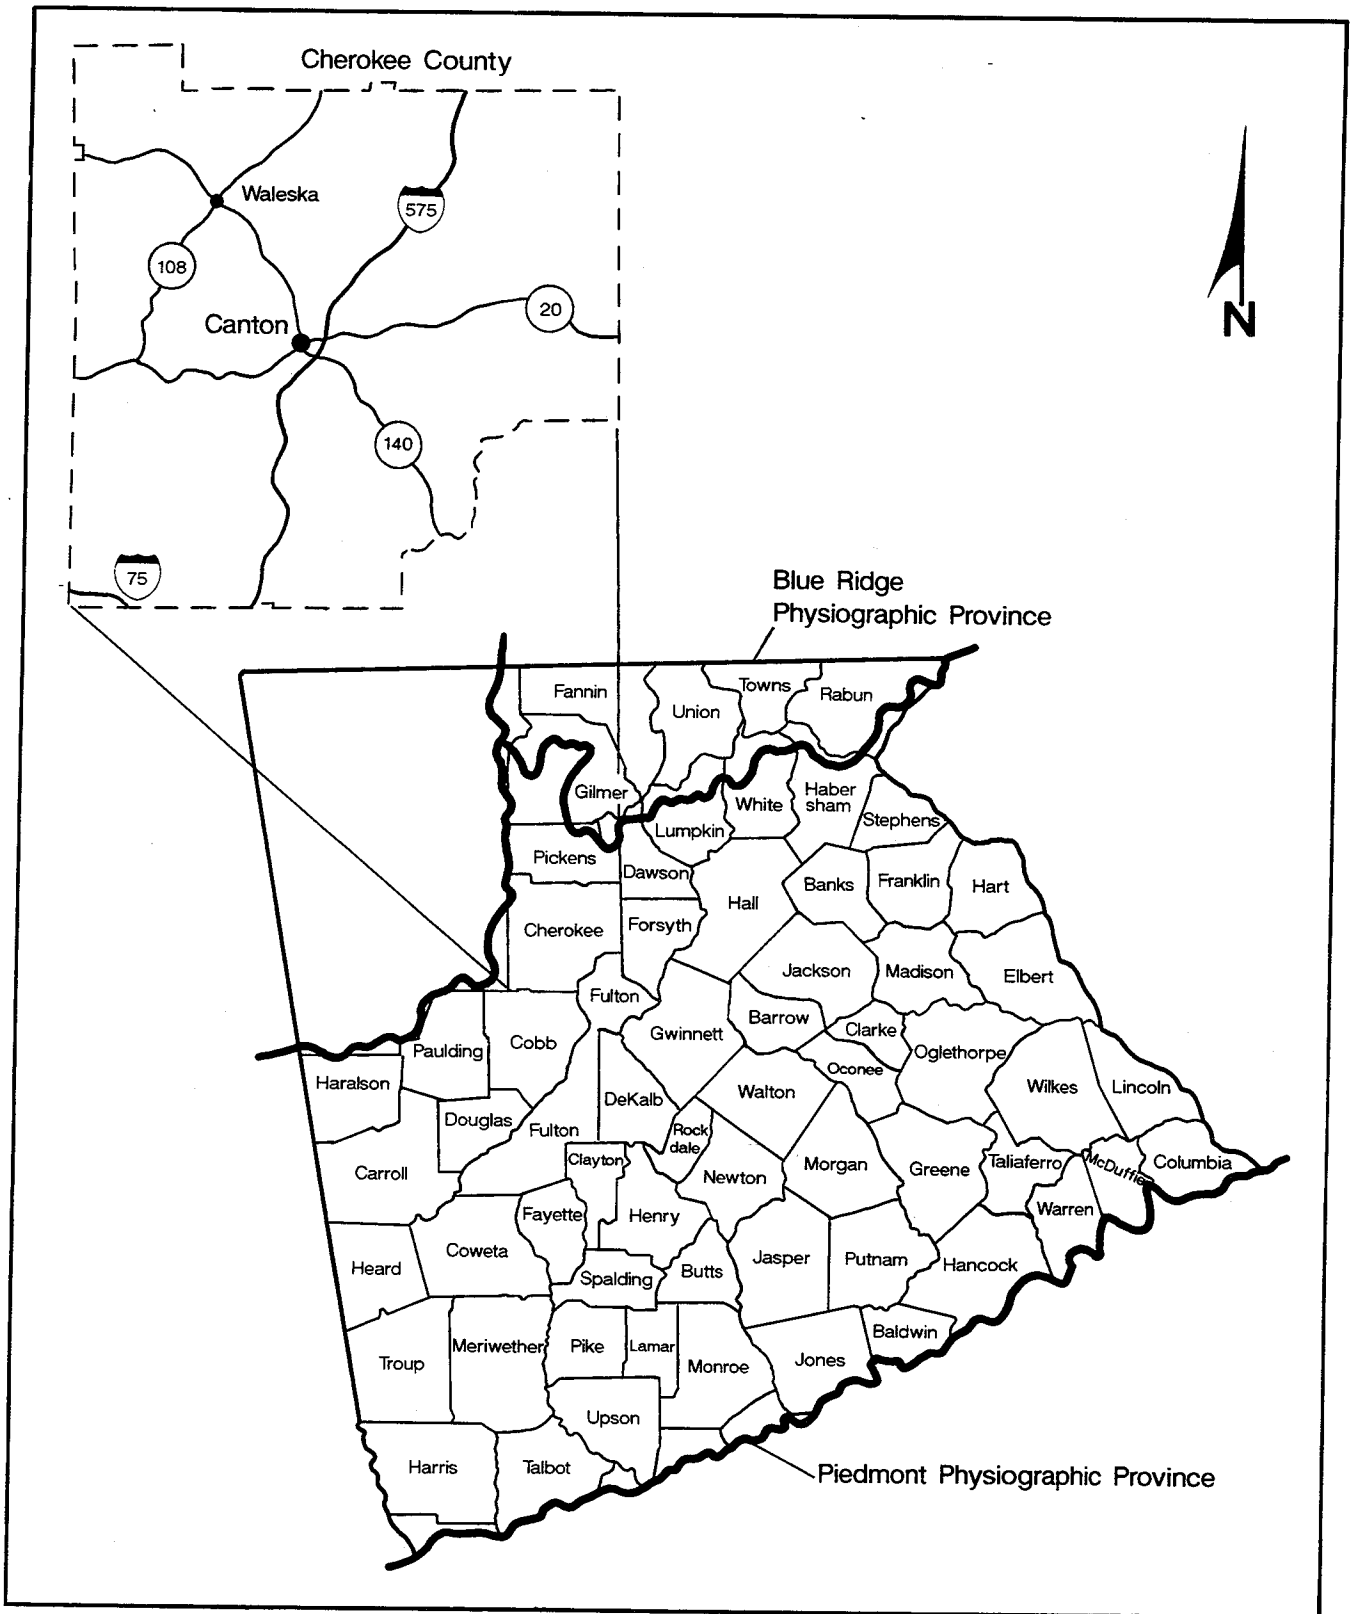 Cherokee County
Waleska
575
108
20
Canton
140
75
N
Blue Ridge
Physiographic Province
Fannin
Union
Towns
Rabun
Gilmer
White
Haber
sham
Lumpkin
Stephens
Pickens
Dawson
Hall
Banks
Franklin
Hart
Cherokee
Forsyth
Jackson
Madison
Elbert
Fulton
Gwinnett
Barrow
Clarke
Oglethorpe
Paulding
Cobb
Oconee
Haralson
DeKalb
Walton
Wilkes
Lincoln
Douglas
Fulton
Rock
dale
Carroll
Clayton
Newton
Morgan
Greene
Taliaferro
McDuffie
Columbia
Fayette
Henry
Warren
Heard
Coweta
Spalding
Butts
Jasper
Putnam
Hancock
Troup
Meriwether
Pike
Lamar
Monroe
Jones
Baldwin
Upson
Harris
Talbot
Piedmont Physiographic Province